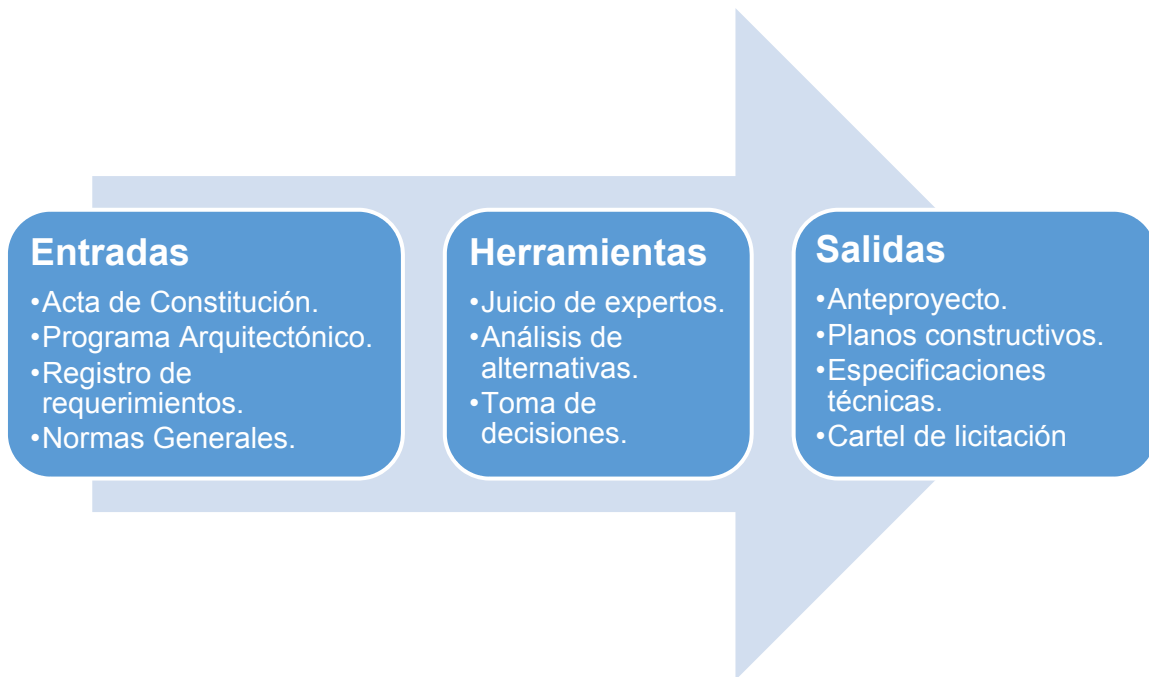 Entradas
•Acta de Constitución.
•Programa Arquitectónico.
•Registro de
requerimientos.
•Normas Generales.
Herramientas
•Juicio de expertos.
•Análisis de
alternativas.
•Toma de
decisiones.
Salidas
•Anteproyecto.
•Planos constructivos.
•Especificaciones
técnicas.
•Cartel de licitación